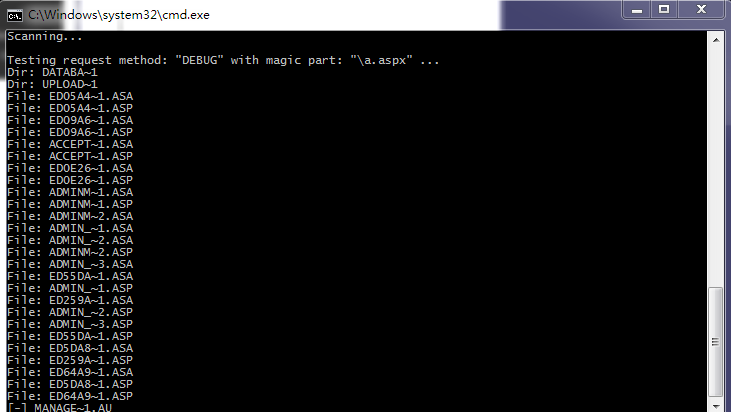 C:\Windows\system32\cmd.exe
Scanning...
Testing request method: "DEBUG" with magic part: "\a.aspx" ...
Dir: DATABA~1
Dir: UPLOAD~1
File: ED05A4~1.ASA
File: ED05A4~1.ASP
File: ED09A6~1.ASA
File: ED09A6~1.ASP
File: ACCEPT~1.ASA
File: ACCEPT~1.ASP
File: ED0E26~1.ASA
File: ED0E26~1.ASP
File: ADMINM~1.ASA
File: ADMINM~1.ASP
File: ADMINM~2.ASA
File: ADMIN_~1.ASA
File: ADMIN_~2.ASA
File: ADMINM~2.ASP
File: ADMIN_~3.ASA
File: ED55DA~1.ASA
File: ADMIN_~1.ASP
File: ED259A~1.ASA
File: ADMIN_~2.ASP
File: ADMIN_~3.ASP
File: ED55DA~1.ASP
File: ED5DA8~1.ASA
File: ED259A~1.ASP
File: ED64A9~1.ASA
File: ED5DA8~1.ASP
File: ED64A9~1.ASP
[-] MANAGE~1.AU